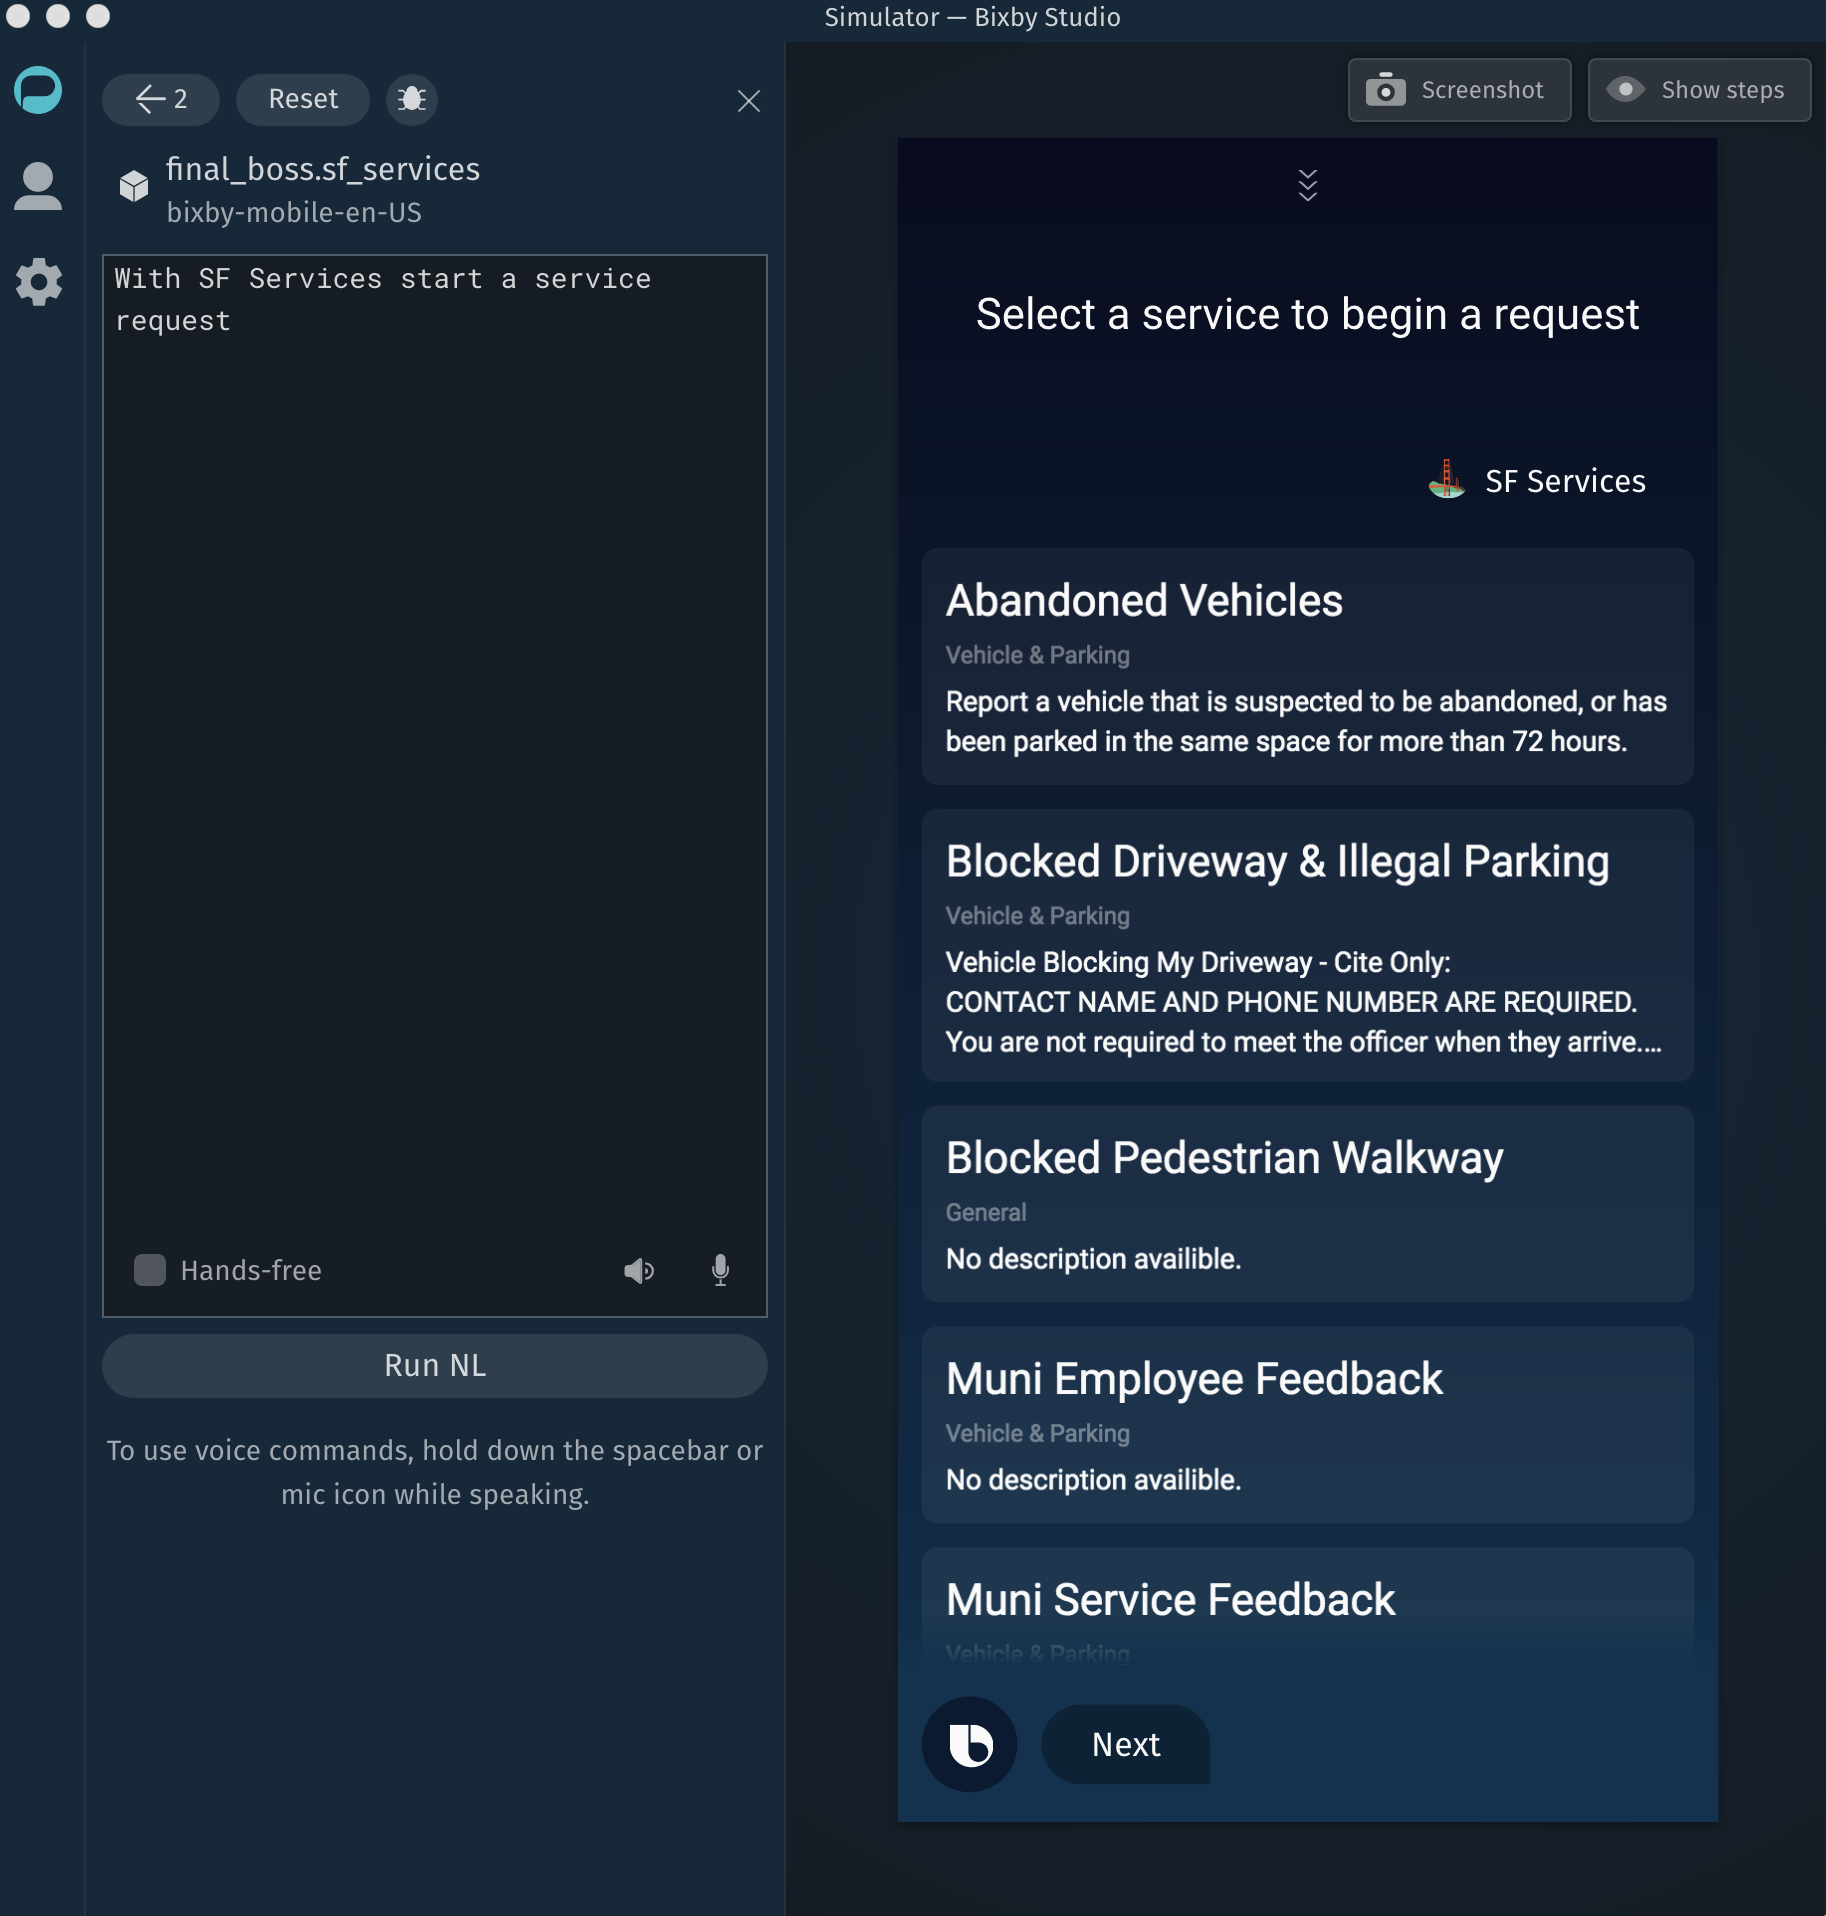 Simulator — Bixby Studio
2
Reset
Screenshot
Show steps
final_boss.sf_services
bixby-mobile-en-US
With SF Services start a service
request
Hands-free
Run NL
To use voice commands, hold down the spacebar or
mic icon while speaking.
Select a service to begin a request
SF Services
Abandoned Vehicles
Vehicle & Parking
Report a vehicle that is suspected to be abandoned, or has
been parked in the same space for more than 72 hours.
Blocked Driveway & Illegal Parking
Vehicle & Parking
Vehicle Blocking My Driveway - Cite Only:
CONTACT NAME AND PHONE NUMBER ARE REQUIRED.
You are not required to meet the officer when they arrive....
Blocked Pedestrian Walkway
General
No description availible.
Muni Employee Feedback
Vehicle & Parking
No description availible.
Muni Service Feedback
Vehicle & Parking
Next